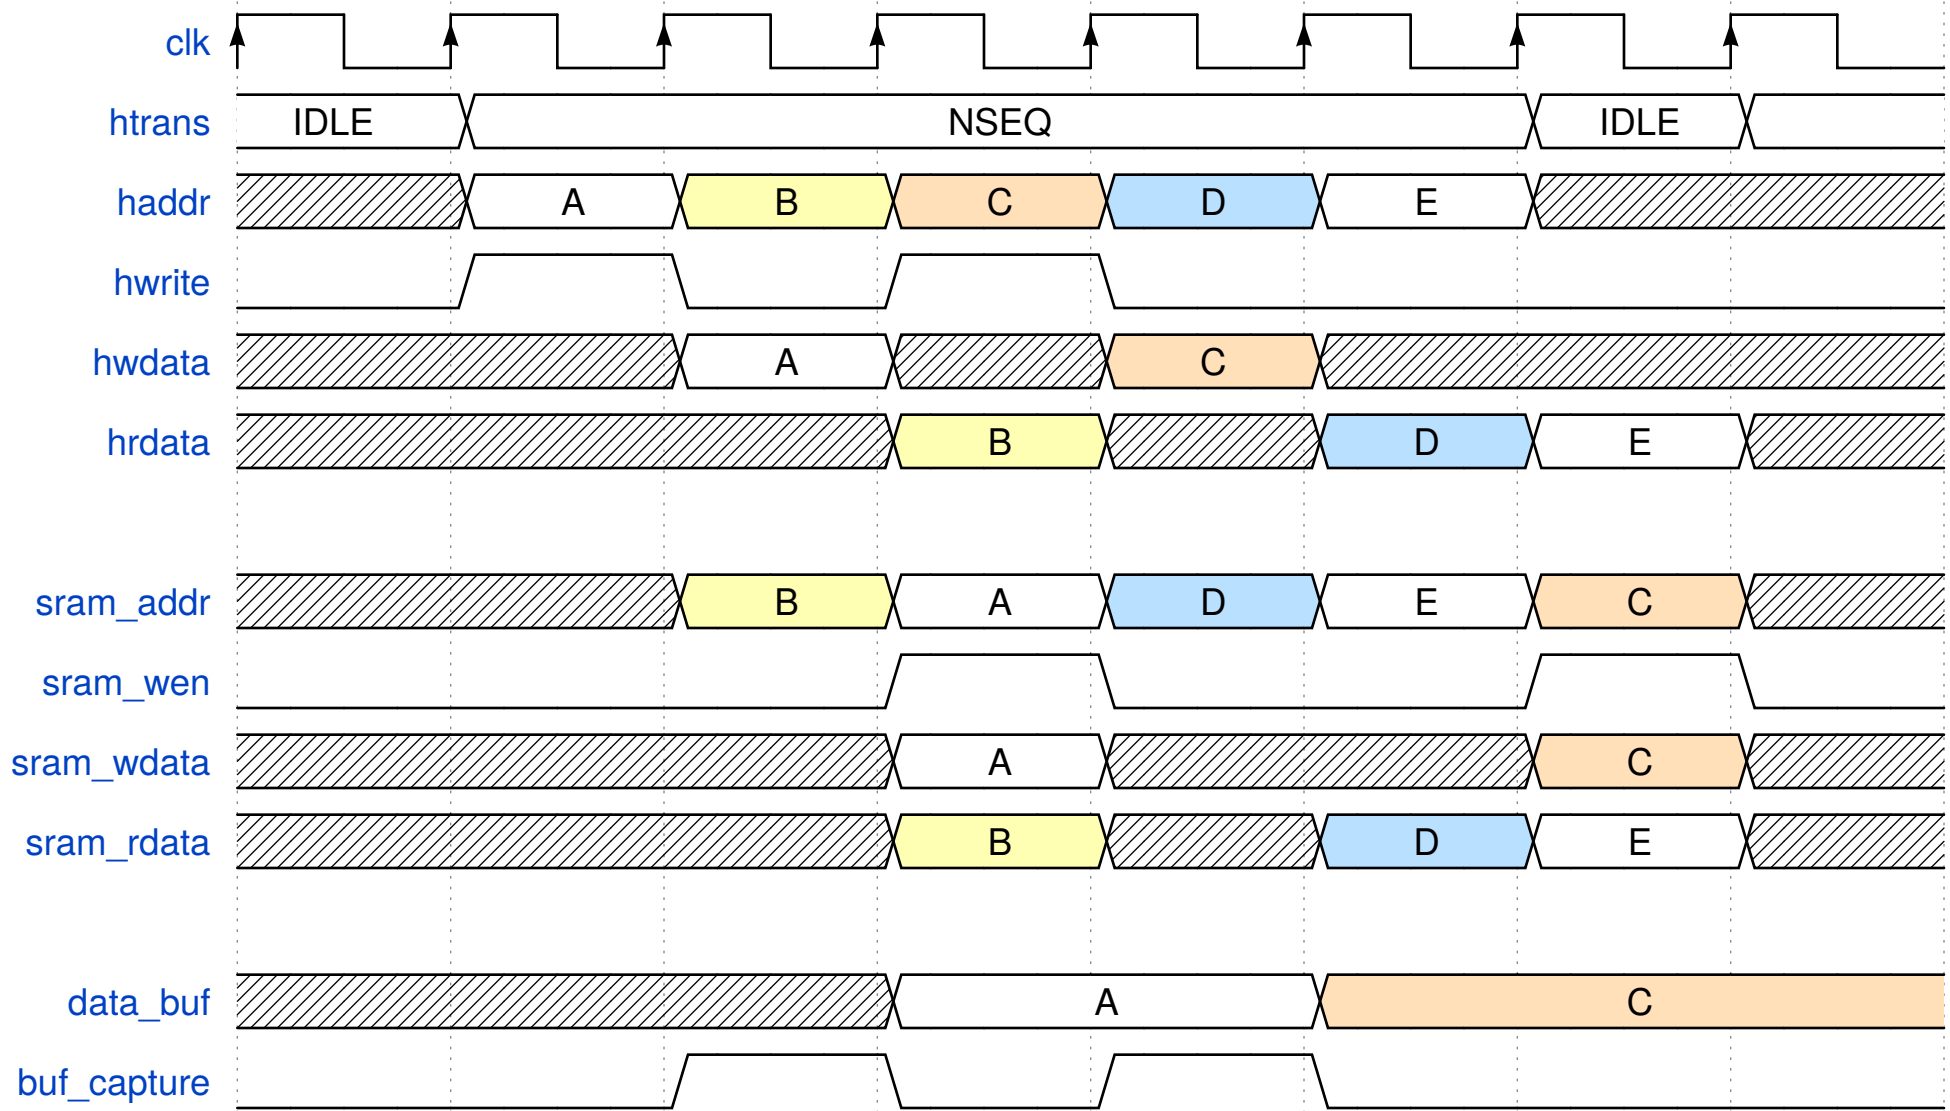 clk
htrans IDLE NSEQ IDLE
haddr A B C D E
hwrite
hwdata A C
hrdata B D E
sram_addr B A D E C
sram_wen
sram_wdata A C
sram_rdata B D E
data_buf A C
buf_capture